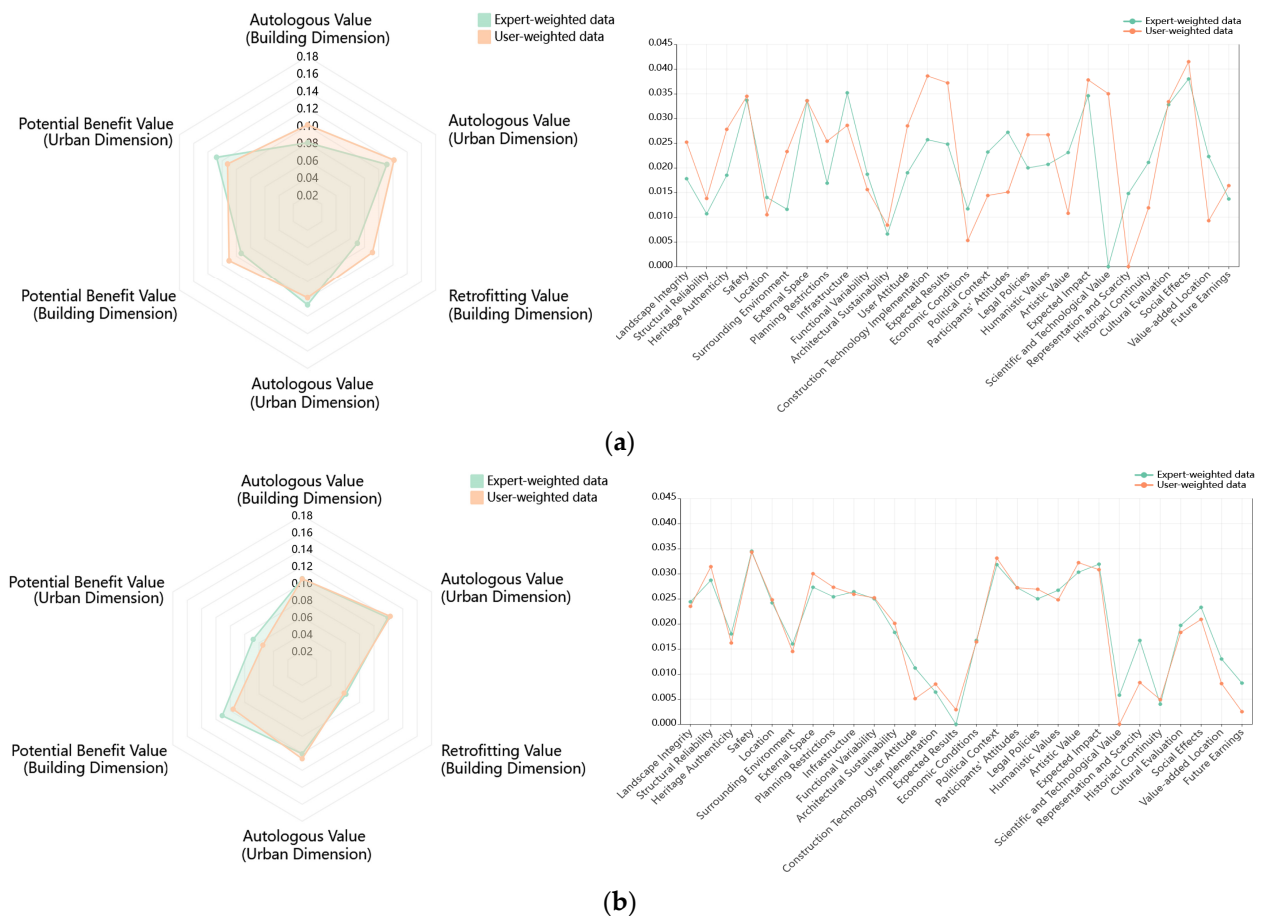 Autologous Value
(Building Dimension)
Expert-weighted data
User-weighted data
0.18
0.16
0.14
0.12
0.10
0.08
0.06
0.04
0.02
Potential Benefit Value
(Urban Dimension)
Autologous Value
(Urban Dimension)
Potential Benefit Value
(Building Dimension)
Retrofitting Value
(Building Dimension)
Autologous Value
(Urban Dimension)
Expert-weighted data
User-weighted data
0.045
0.040
0.035
0.030
0.025
0.020
0.015
0.010
0.005
0.000
Landscape Integrity
Structural Reliability
Heritage Authenticity
Safety
Location
Surrounding Environment
External Space
Planning Restrictions
Infrastructure
Functional Variability
Architectural Sustainability
User Attitude
Construction Technology Implementation
Expected Results
Economic Conditions
Political Context
Participants' Attitudes
Legal Policies
Humanistic Values
Artistic Value
Expected Impact
Scientific and Technological Value
Representation and Scarcity
Historical Continuity
Cultural Evaluation
Social Effects
Value-added Location
Future Earnings
(a)
Autologous Value
(Building Dimension)
Expert-weighted data
User-weighted data
0.18
0.16
0.14
0.12
0.10
0.08
0.06
0.04
0.02
Potential Benefit Value
(Urban Dimension)
Autologous Value
(Urban Dimension)
Potential Benefit Value
(Building Dimension)
Retrofitting Value
(Building Dimension)
Autologous Value
(Urban Dimension)
Expert-weighted data
User-weighted data
0.045
0.040
0.035
0.030
0.025
0.020
0.015
0.010
0.005
0.000
Landscape Integrity
Structural Reliability
Heritage Authenticity
Safety
Location
Surrounding Environment
External Space
Planning Restrictions
Infrastructure
Functional Variability
Architectural Sustainability
User Attitude
Construction Technology Implementation
Expected Results
Economic Conditions
Political Context
Participants' Attitudes
Legal Policies
Humanistic Values
Artistic Value
Expected Impact
Scientific and Technological Value
Representation and Scarcity
Historical Continuity
Cultural Evaluation
Social Effects
Value-added Location
Future Earnings
(b)